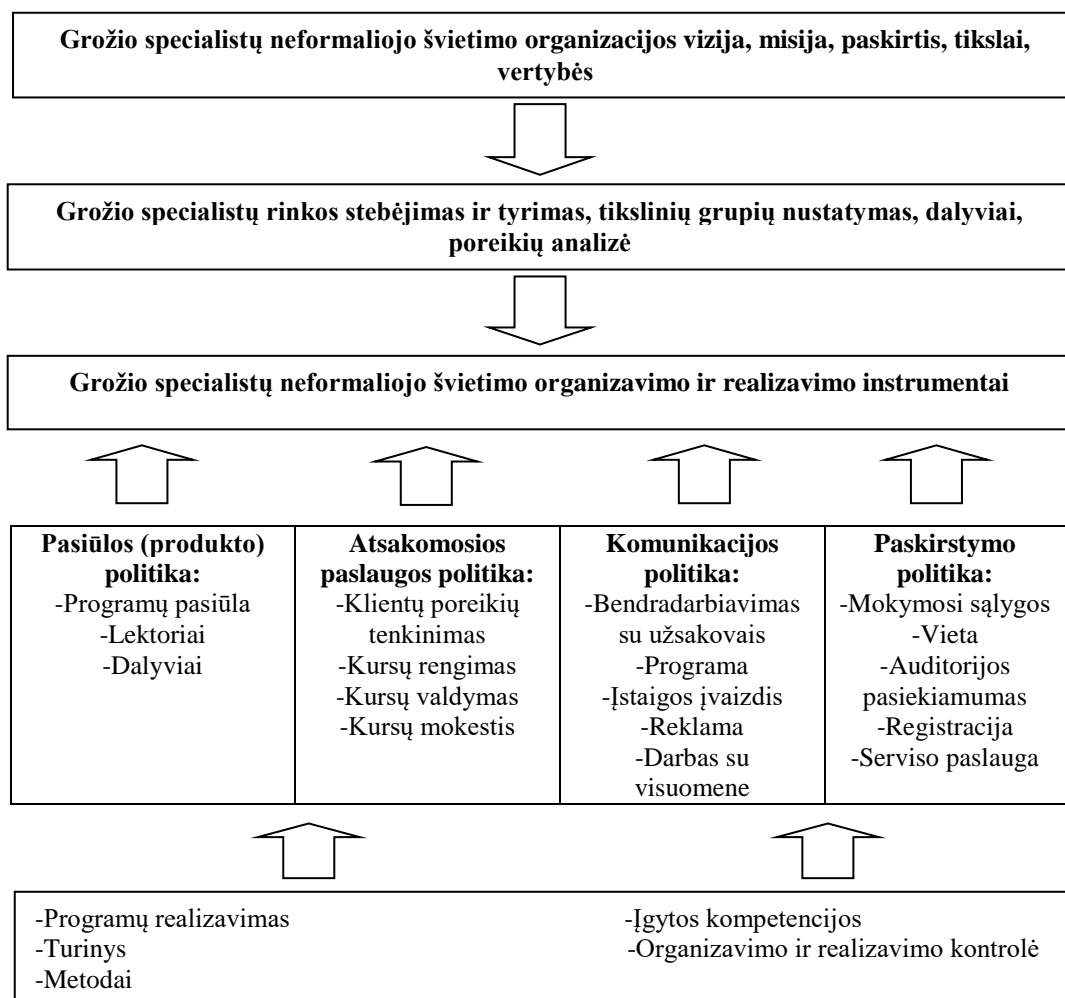 Grožio specialistų neformaliojo švietimo organizacijos vizija, misija, paskirtis, tikslai,
vertybės
Grožio specialistų rinkos stebėjimas ir tyrimas, tikslinių grupių nustatymas, dalyviai,
poreikių analizė
Grožio specialistų neformaliojo švietimo organizavimo ir realizavimo instrumentai
Pasiūlos (produkto)
politika:
-Programų pasiūla
-Lektoriai
-Dalyviai
Atsakomosios
paslaugos politika:
-Klientų poreikių
tenkinimas
-Kursų rengimas
-Kursų valdymas
-Kursų mokestis
Komunikacijos
politika:
-Bendradarbiavimas
su užsakovais
-Programa
-Įstaigos įvaizdis
-Reklama
-Darbas su
visuomene
Paskirstymo
politika:
-Mokymosi sąlygos
-Vieta
-Auditorijos
pasiekiamumas
-Registracija
-Serviso paslauga
-Programų realizavimas
-Turinys
-Metodai
-Įgytos kompetencijos
-Organizavimo ir realizavimo kontrolė